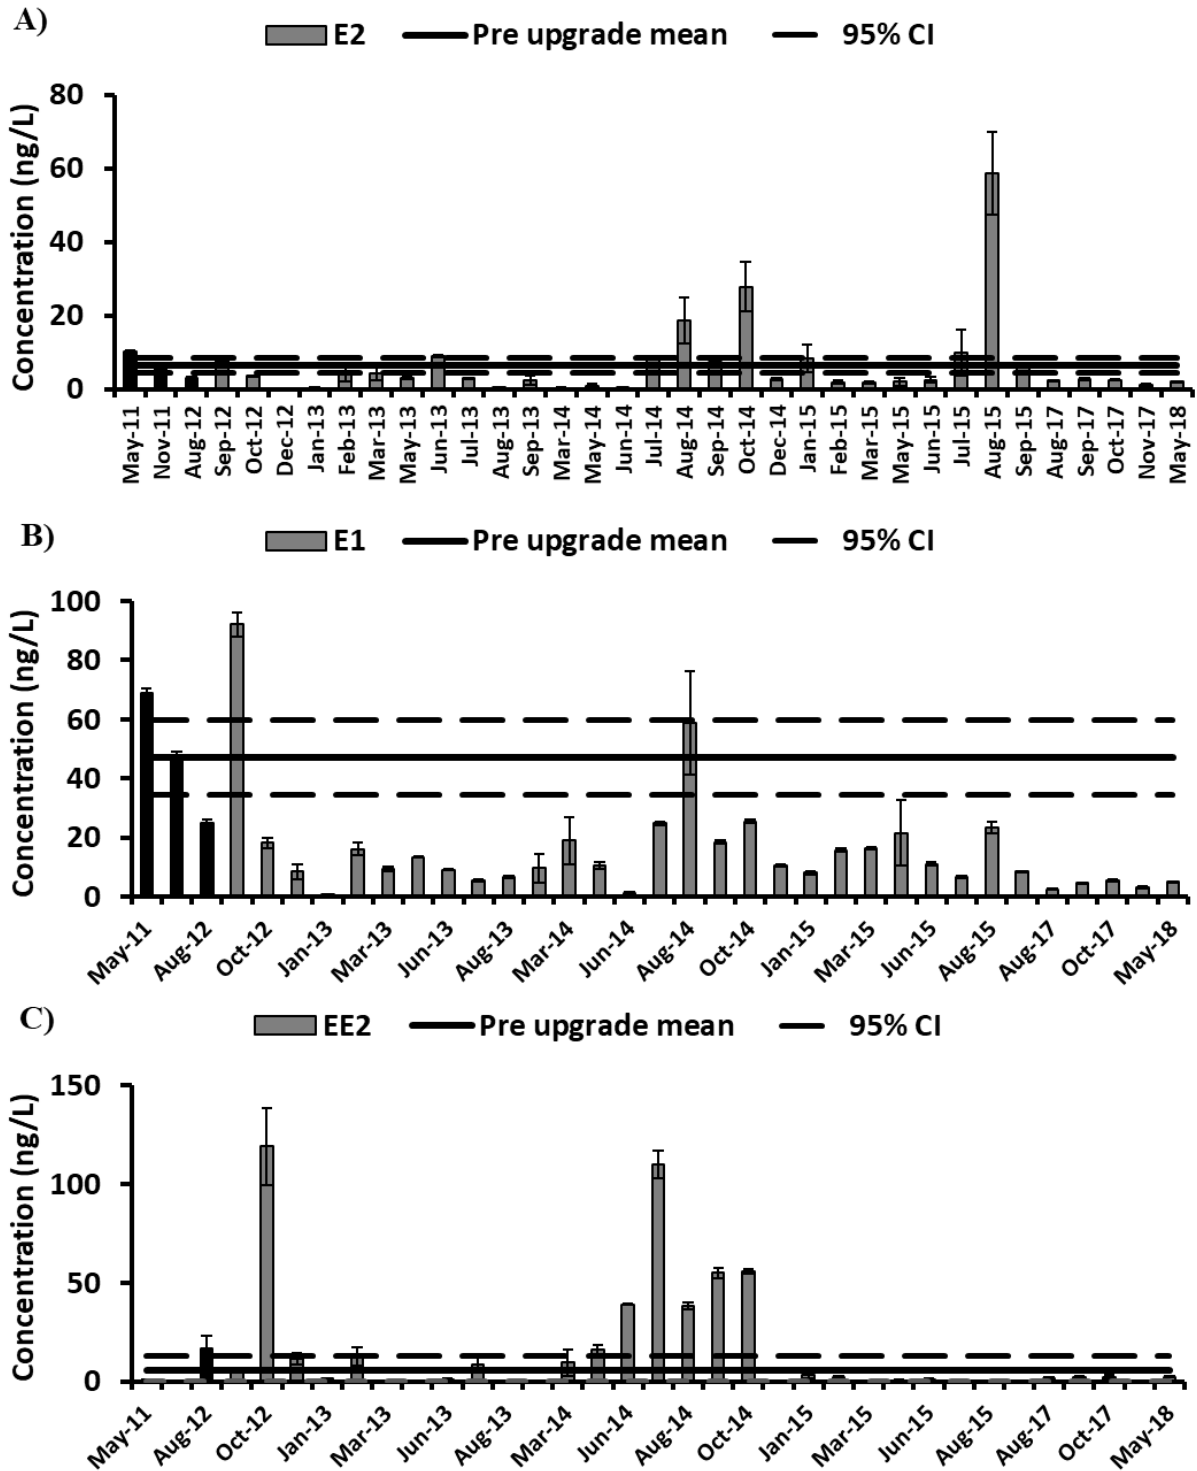 A)
E2 Pre upgrade mean 95% CI
Concentration (ng/L)
80
60
40
20
0
May-11 Nov-11 Aug-12 Sep-12 Oct-12 Dec-12 Jan-13 Feb-13 Mar-13 May-13 Jun-13 Jul-13 Aug-13 Sep-13 Mar-14 May-14 Jun-14 Jul-14 Aug-14 Sep-14 Oct-14 Dec-14 Jan-15 Feb-15 Mar-15 May-15 Jun-15 Jul-15 Aug-15 Sep-15 Aug-17 Sep-17 Oct-17 Nov-17 May-18
B)
E1 Pre upgrade mean 95% CI
Concentration (ng/L)
100
80
60
40
20
0
May-11 Aug-12 Oct-12 Jan-13 Mar-13 Jun-13 Aug-13 Mar-14 Jun-14 Aug-14 Oct-14 Jan-15 Mar-15 Jun-15 Aug-15 Aug-17 Oct-17 May-18
C)
EE2 Pre upgrade mean 95% CI
Concentration (ng/L)
150
100
50
0
May-11 Aug-12 Oct-12 Jan-13 Mar-13 Jun-13 Aug-13 Mar-14 Jun-14 Aug-14 Oct-14 Jan-15 Mar-15 Jun-15 Aug-15 Aug-17 Oct-17 May-18